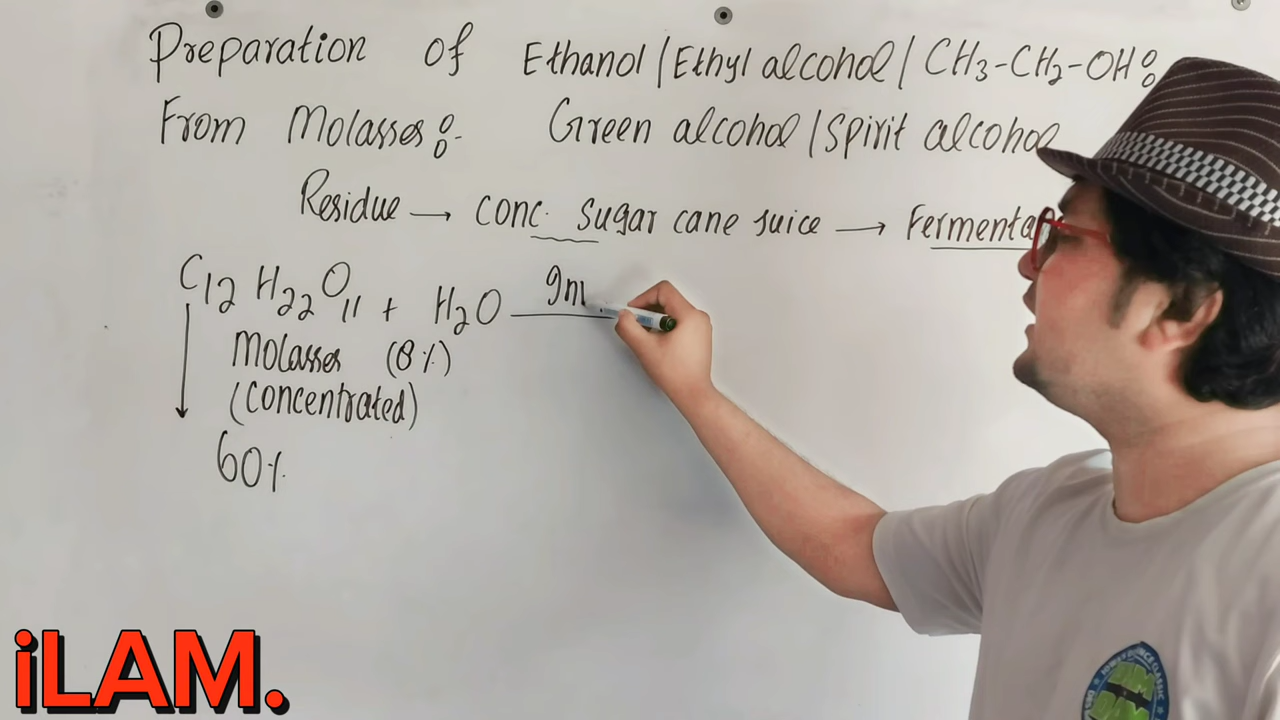 Preparation of Ethanol/Ethyl alcohol/CH₃-CH₂-OH:
From Molasses:- Green alcohol/Spirit alcohol
Residue → conc. Sugar cane juice → Fermenta
C₁₂H₂₂O₁₁ + H₂O
Molasses (8%)
(Concentrated)
60%
iLAM.